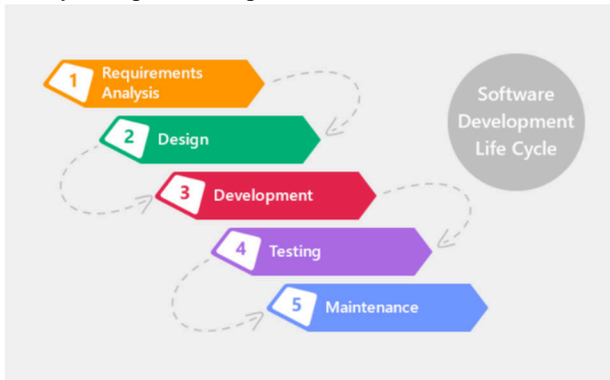 1
Requirements
Analysis
2
Design
3
Development
4
Testing
5
Maintenance
Software
Development
Life Cycle